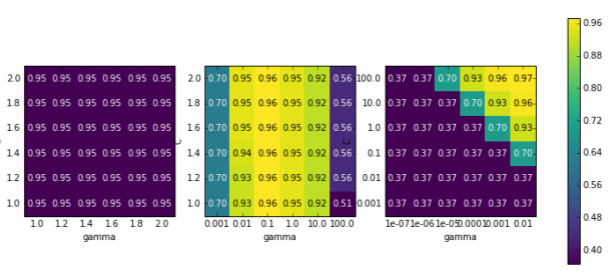 2.0 0.95 0.95 0.95 0.95 0.95 0.95
1.8 0.95 0.95 0.95 0.95 0.95 0.95
1.6 0.95 0.95 0.95 0.95 0.95 0.95
1.4 0.95 0.95 0.95 0.95 0.95 0.95
1.2 0.95 0.95 0.95 0.95 0.95 0.95
1.0 0.95 0.95 0.95 0.95 0.95 0.95
1.0 1.2 1.4 1.6 1.8 2.0
gamma
2.0 0.70 0.95 0.96 0.95 0.92 0.56
1.8 0.70 0.95 0.96 0.95 0.92 0.56
1.6 0.70 0.95 0.96 0.95 0.92 0.56
1.4 0.70 0.94 0.96 0.95 0.92 0.56
1.2 0.70 0.93 0.96 0.95 0.92 0.56
1.0 0.70 0.93 0.96 0.95 0.92 0.51
0.001 0.01 0.1 1.0 10.0 100.0
gamma
100.0 0.37 0.37 0.70 0.93 0.96 0.97
10.0 0.37 0.37 0.37 0.70 0.93 0.96
1.0 0.37 0.37 0.37 0.37 0.70 0.93
0.1 0.37 0.37 0.37 0.37 0.37 0.70
0.01 0.37 0.37 0.37 0.37 0.37 0.37
0.001 0.37 0.37 0.37 0.37 0.37 0.37
1e-07 1e-06 1e-05 0.0001 0.001 0.01
gamma
0.96
0.88
0.80
0.72
0.64
0.56
0.48
0.40